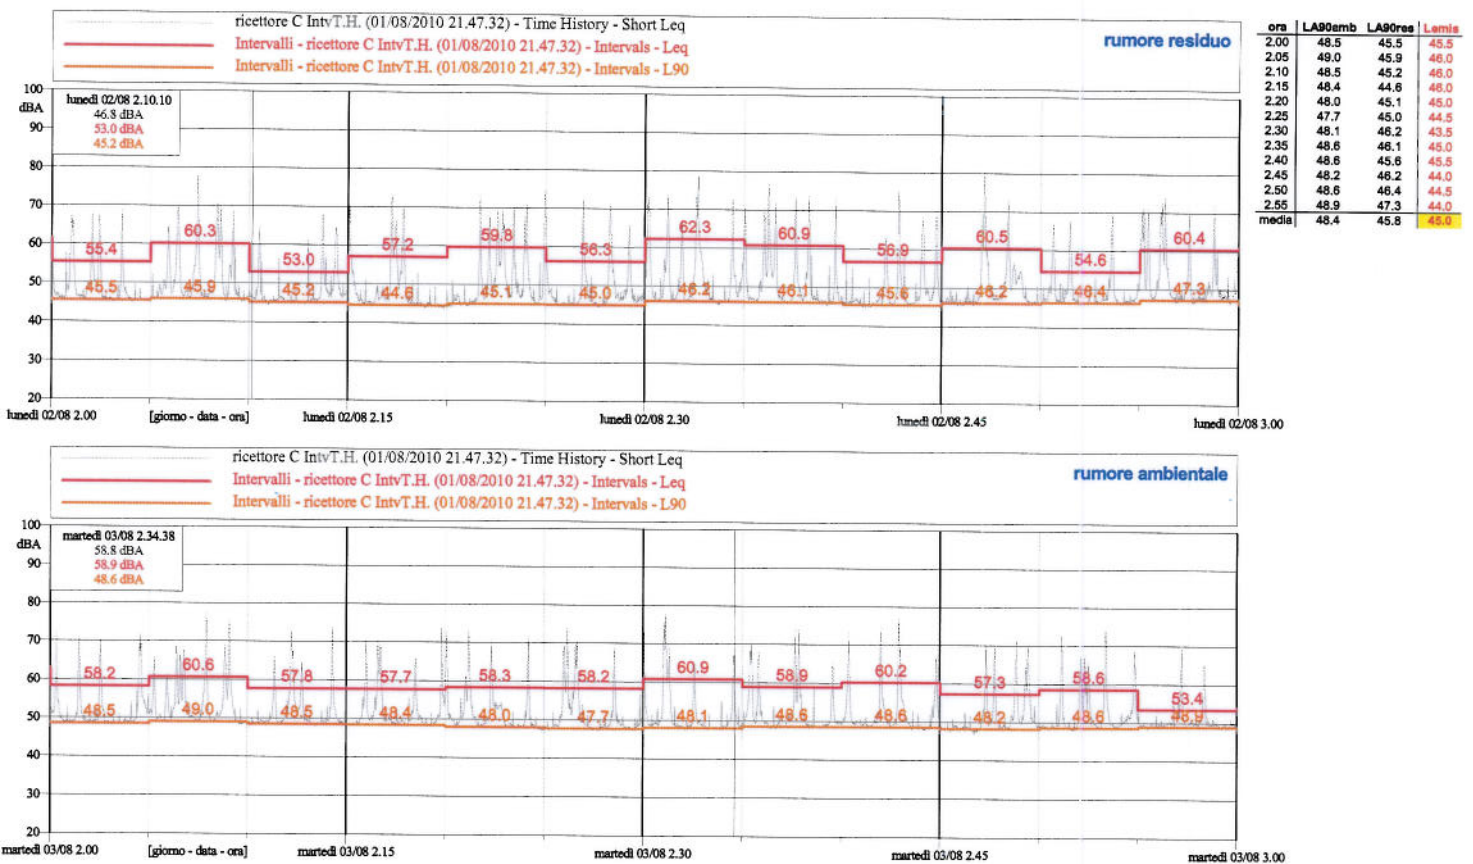 ricettore C IntvT.H. (01/08/2010 21.47.32) - Time History - Short Leq
Intervalli - ricettore C IntvT.H. (01/08/2010 21.47.32) - Intervals - Leq
Intervalli - ricettore C IntvT.H. (01/08/2010 21.47.32) - Intervals - L90
rumore residuo
100
dBA
90
80
70
60
50
40
30
20
lunedì 02/08 2.10.10
46.8 dBA
53.0 dBA
45.2 dBA
55.4 60.3 53.0 57.2 59.8 56.3 62.3 60.9 56.9 60.5 54.6 60.4
45.5 45.9 45.2 44.6 45.1 45.0 46.2 46.1 45.6 46.2 46.4 47.3
lunedì 02/08 2.00 [giorno - data - ora] lunedì 02/08 2.15 lunedì 02/08 2.30 lunedì 02/08 2.45 lunedì 02/08 3.00
ora LA90amb LA90res Lemis
2.00 48.5 45.5 45.5
2.05 49.0 45.9 46.0
2.10 48.5 45.2 46.0
2.15 48.4 44.6 46.0
2.20 48.0 45.1 45.0
2.25 47.7 45.0 44.5
2.30 48.1 46.2 43.5
2.35 48.6 46.1 45.0
2.40 48.6 45.6 45.5
2.45 48.2 46.2 44.0
2.50 48.6 46.4 44.5
2.55 48.9 47.3 44.0
media 48.4 45.8 45.0
ricettore C IntvT.H. (01/08/2010 21.47.32) - Time History - Short Leq
Intervalli - ricettore C IntvT.H. (01/08/2010 21.47.32) - Intervals - Leq
Intervalli - ricettore C IntvT.H. (01/08/2010 21.47.32) - Intervals - L90
rumore ambientale
100
dBA
90
80
70
60
50
40
30
20
martedì 03/08 2.34.38
58.8 dBA
58.9 dBA
48.6 dBA
58.2 60.6 57.8 57.7 58.3 58.2 60.9 58.9 60.2 57.3 58.6 53.4
48.5 49.0 48.5 48.4 48.0 47.7 48.1 48.6 48.6 48.2 48.6 48.9
martedì 03/08 2.00 [giorno - data - ora] martedì 03/08 2.15 martedì 03/08 2.30 martedì 03/08 2.45 martedì 03/08 3.00